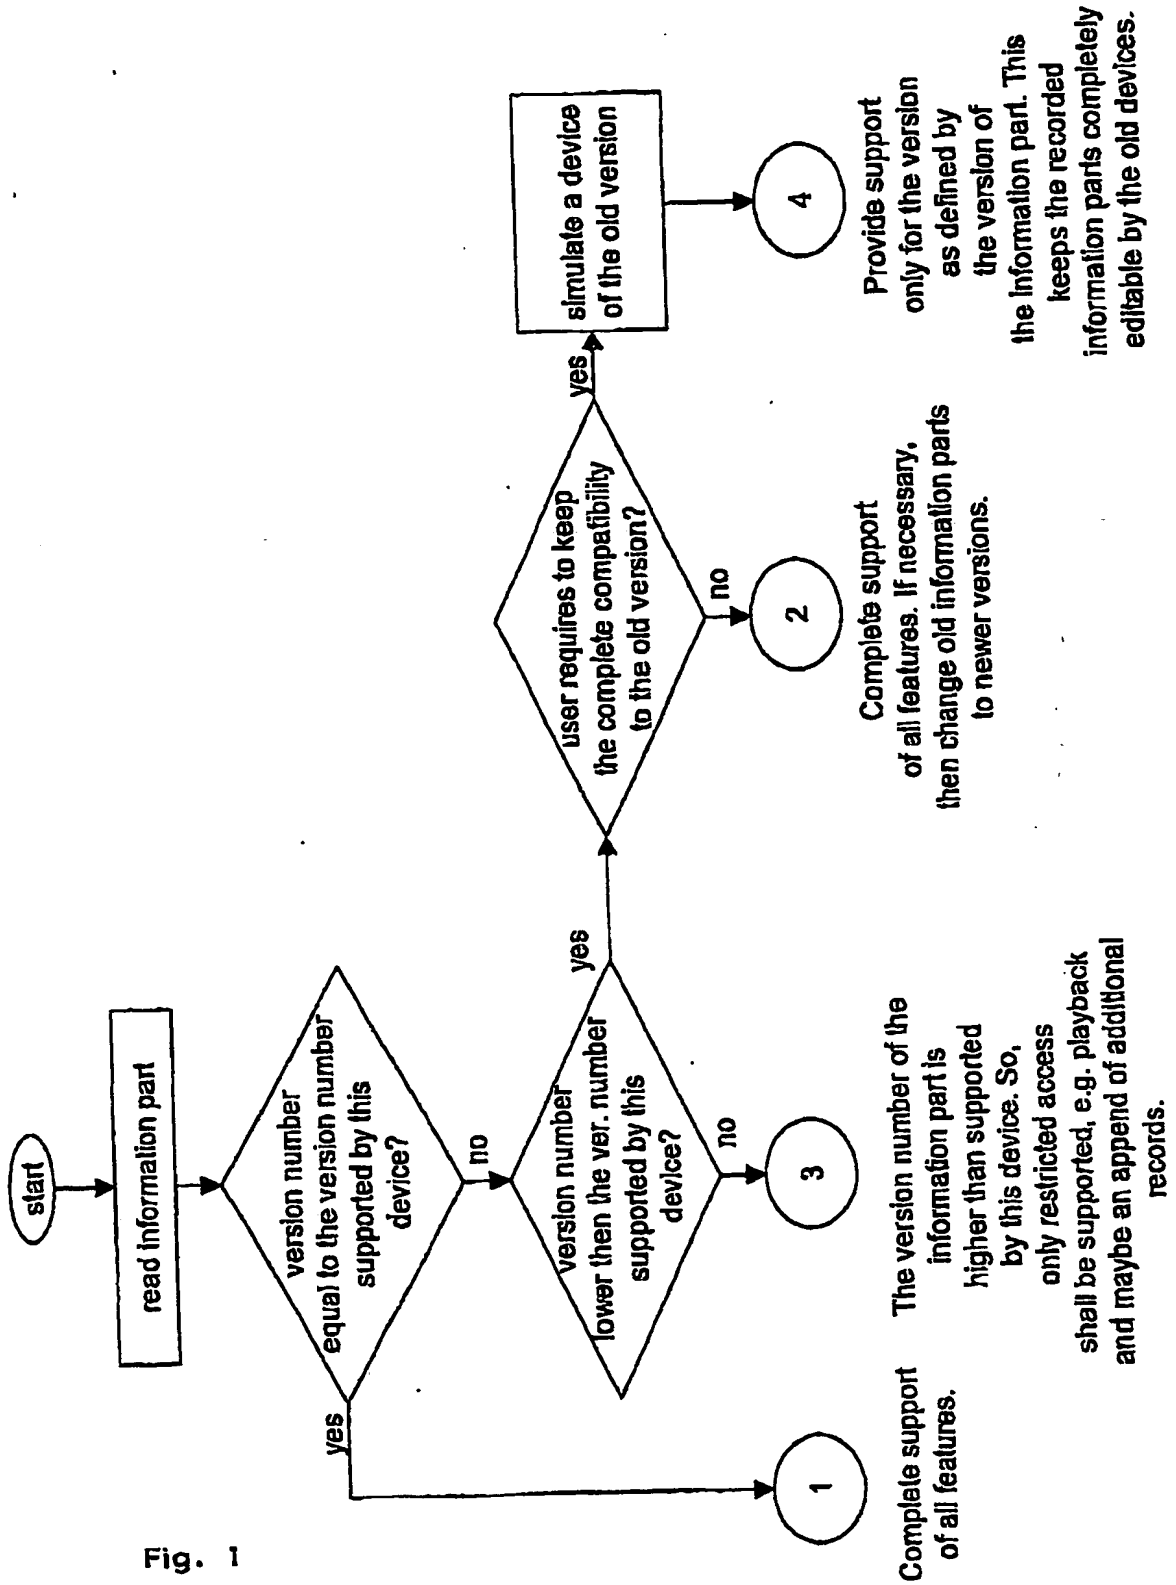 start
read information part
version number
equal to the version number
supported by this
device?
yes
no
version number
lower then the ver. number
supported by this
device?
yes
no
user requires to keep
the complete compatibility
to the old version?
yes
no
simulate a device
of the old version
1
Complete support
of all features.
3
The version number of the
information part is
higher than supported
by this device. So,
only restricted access
shall be supported, e.g. playback
and maybe an append of additional
records.
2
Complete support
of all features. If necessary,
then change old information parts
to newer versions.
4
Provide support
only for the version
as defined by
the version of
the Information part. This
keeps the recorded
information parts completely
editable by the old devices.
Fig. 1